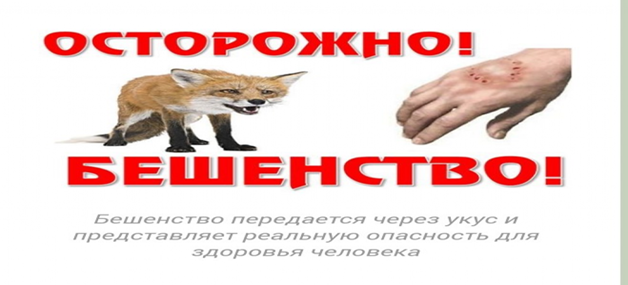 ОСТОРОЖНО!
БЕШЕНСТВО!
Бешенство передается через укус и
представляет реальную опасность для
здоровья человека